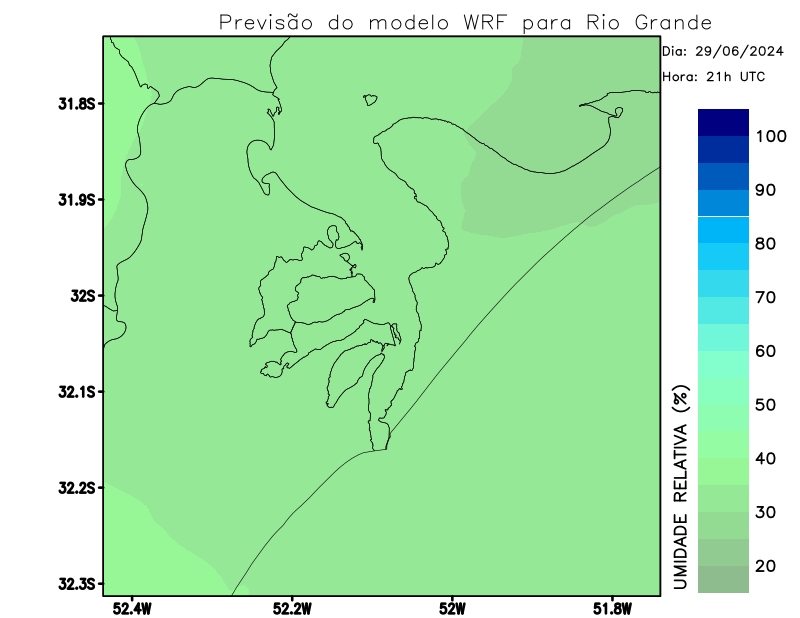 Previsão do modelo WRF para Rio Grande
Dia: 29/06/2024
Hora: 21h UTC
31.8S
31.9S
32S
32.1S
32.2S
32.3S
52.4W 52.2W 52W 51.8W
100
90
80
70
60
50
40
30
20
UMIDADE RELATIVA (%)